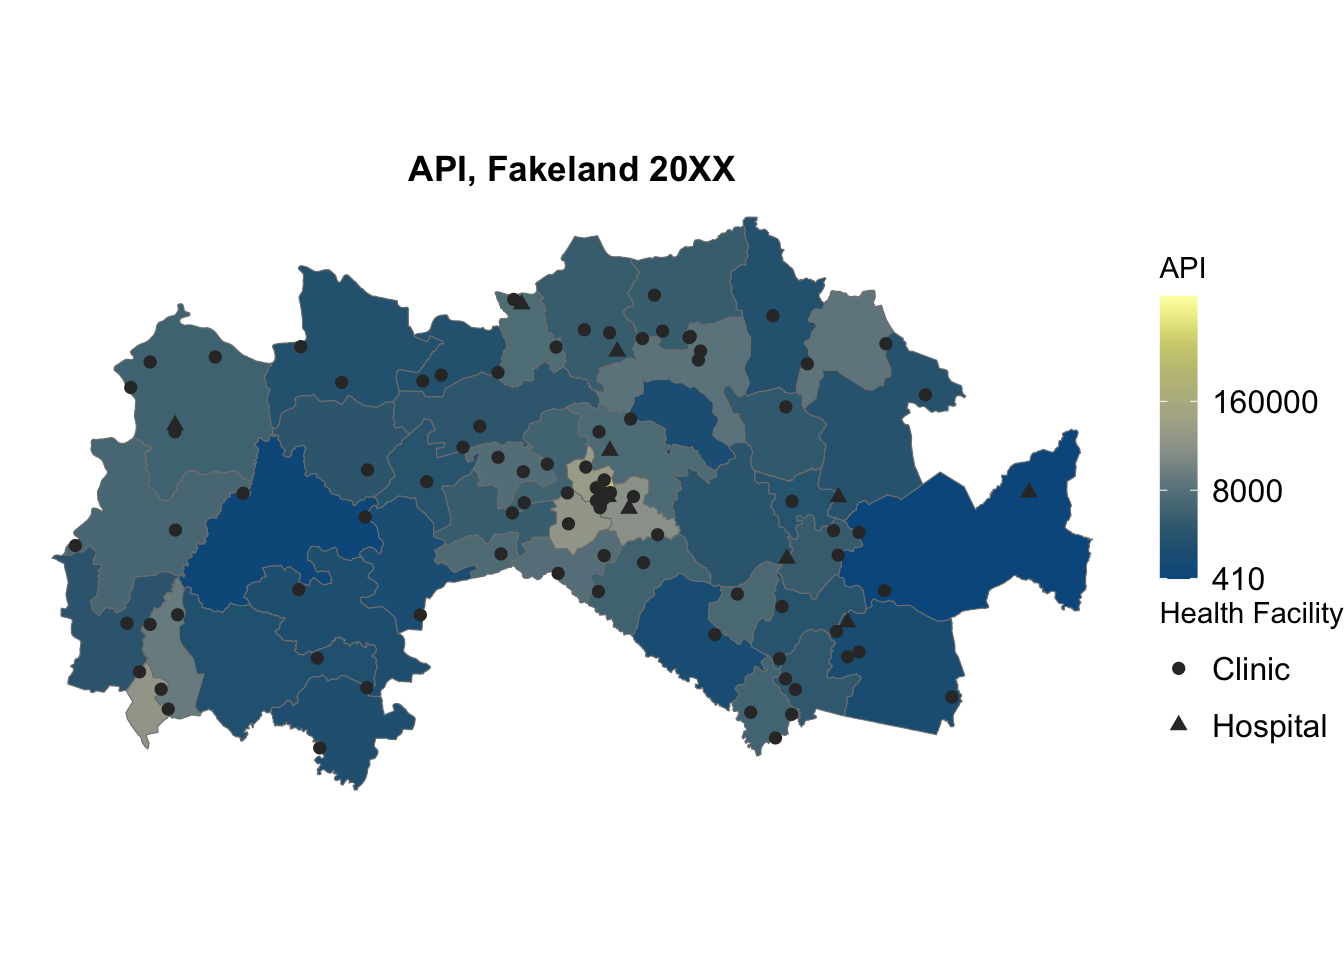 API, Fakeland 20XX
API
160000
8000
410
Health Facility
Clinic
Hospital